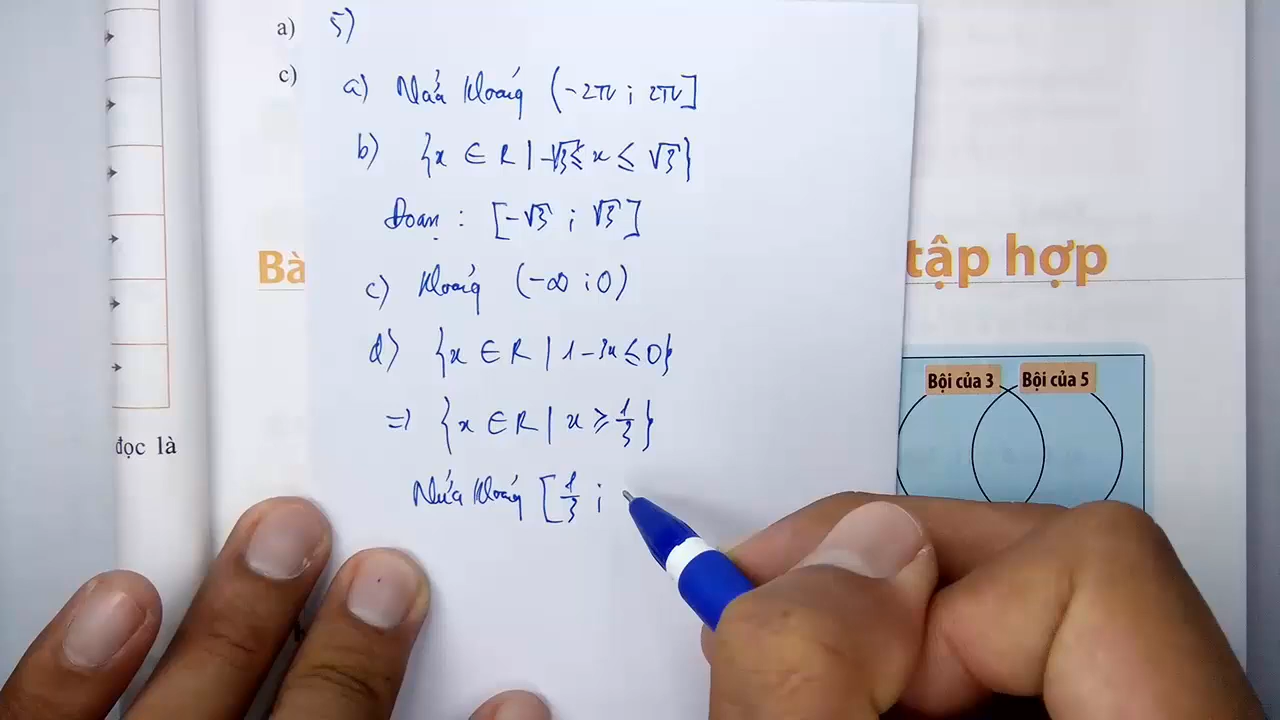 a) 5)
c)
a) Nửa khoảng (-2π ; 2π]
b) {x ∈ R | -√3 ≤ x ≤ √3}
Đoạn : [-√3 ; √3]
c) Khoảng (-∞ ; 0)
d) {x ∈ R | 1 - 3x ≤ 0}
=> {x ∈ R | x ≥ 1/3}
Nửa khoảng [1/3 ;
Bà
tập hợp
Bội của 3 Bội của 5
đọc là